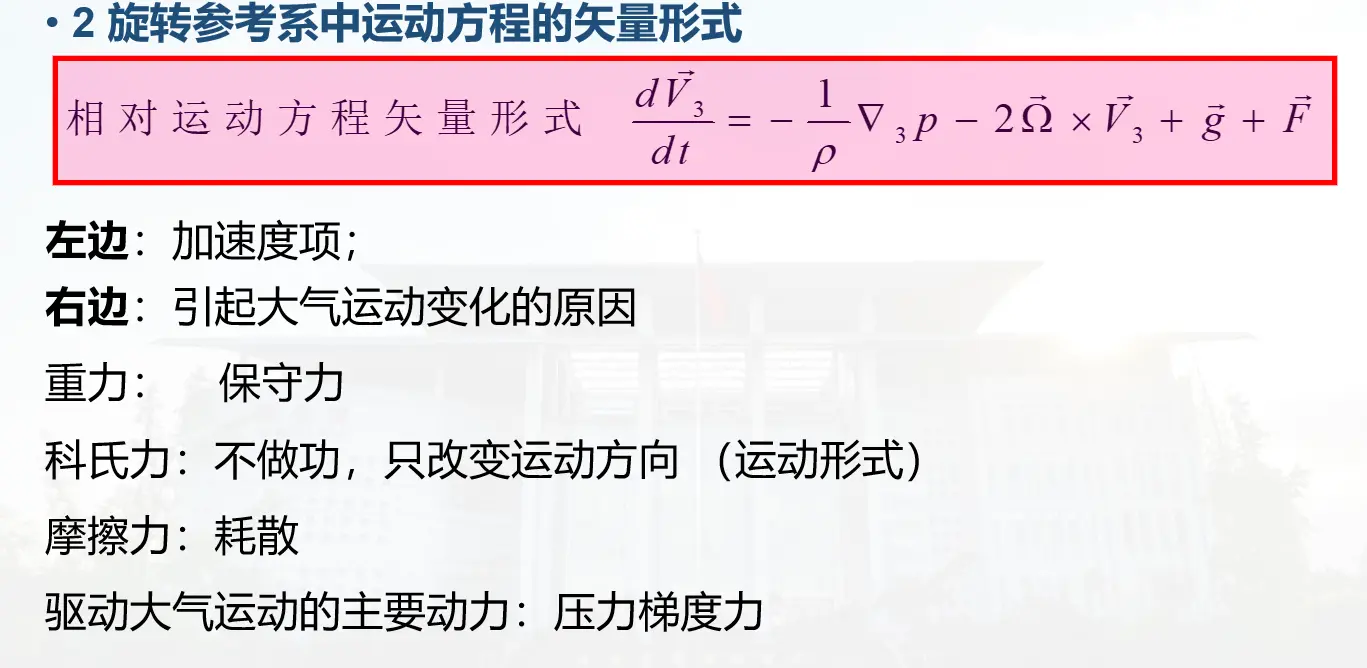 • 2 旋转参考系中运动方程的矢量形式
相对运动方程矢量形式 $\frac{d\vec{V}_3}{dt} = -\frac{1}{\rho}\nabla_3 p - 2\vec{\Omega} \times \vec{V}_3 + \vec{g} + \vec{F}$
左边：加速度项；
右边：引起大气运动变化的原因
重力： 保守力
科氏力：不做功，只改变运动方向 （运动形式）
摩擦力：耗散
驱动大气运动的主要动力：压力梯度力